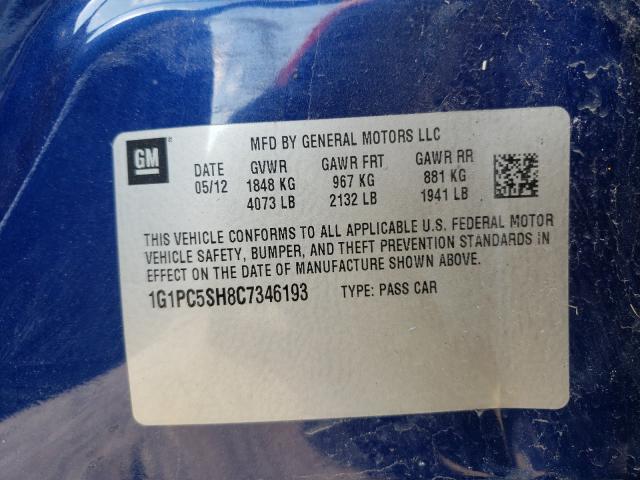 GM
MFD BY GENERAL MOTORS LLC
DATE GVWR GAWR FRT GAWR RR
05/12 1848 KG 967 KG 881 KG
4073 LB 2132 LB 1941 LB
THIS VEHICLE CONFORMS TO ALL APPLICABLE U.S. FEDERAL MOTOR
VEHICLE SAFETY, BUMPER, AND THEFT PREVENTION STANDARDS IN
EFFECT ON THE DATE OF MANUFACTURE SHOWN ABOVE.
1G1PC5SH8C7346193 TYPE: PASS CAR